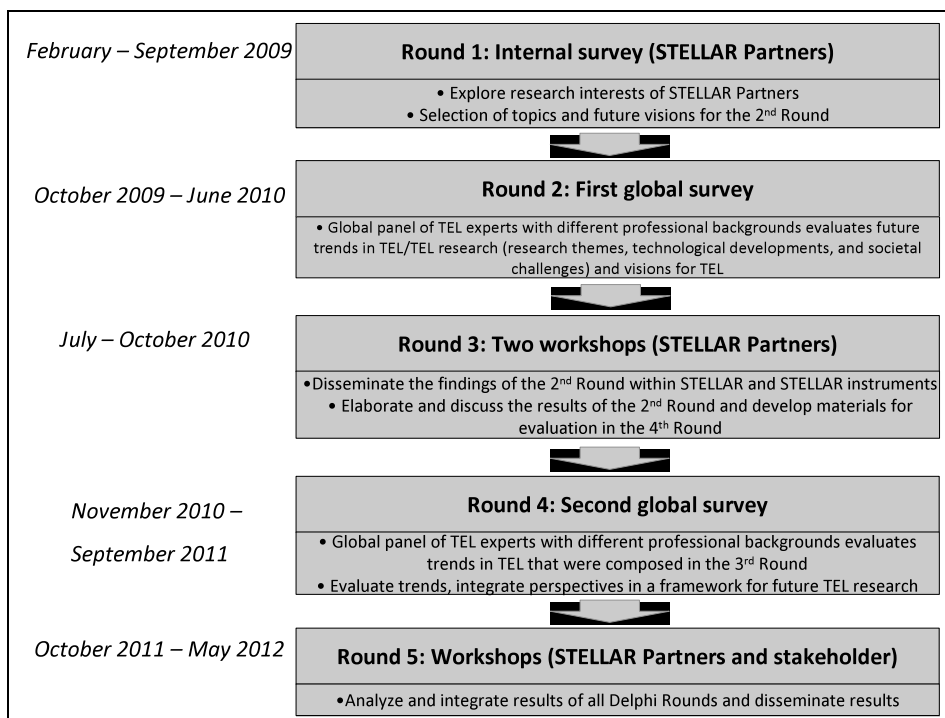 February – September 2009
Round 1: Internal survey (STELLAR Partners)
• Explore research interests of STELLAR Partners
• Selection of topics and future visions for the 2nd Round
October 2009 – June 2010
Round 2: First global survey
• Global panel of TEL experts with different professional backgrounds evaluates future
trends in TEL/TEL research (research themes, technological developments, and societal
challenges) and visions for TEL
July – October 2010
Round 3: Two workshops (STELLAR Partners)
•Disseminate the findings of the 2nd Round within STELLAR and STELLAR instruments
• Elaborate and discuss the results of the 2nd Round and develop materials for
evaluation in the 4th Round
November 2010 –
September 2011
Round 4: Second global survey
• Global panel of TEL experts with different professional backgrounds evaluates
trends in TEL that were composed in the 3rd Round
• Evaluate trends, integrate perspectives in a framework for future TEL research
October 2011 – May 2012
Round 5: Workshops (STELLAR Partners and stakeholder)
•Analyze and integrate results of all Delphi Rounds and disseminate results